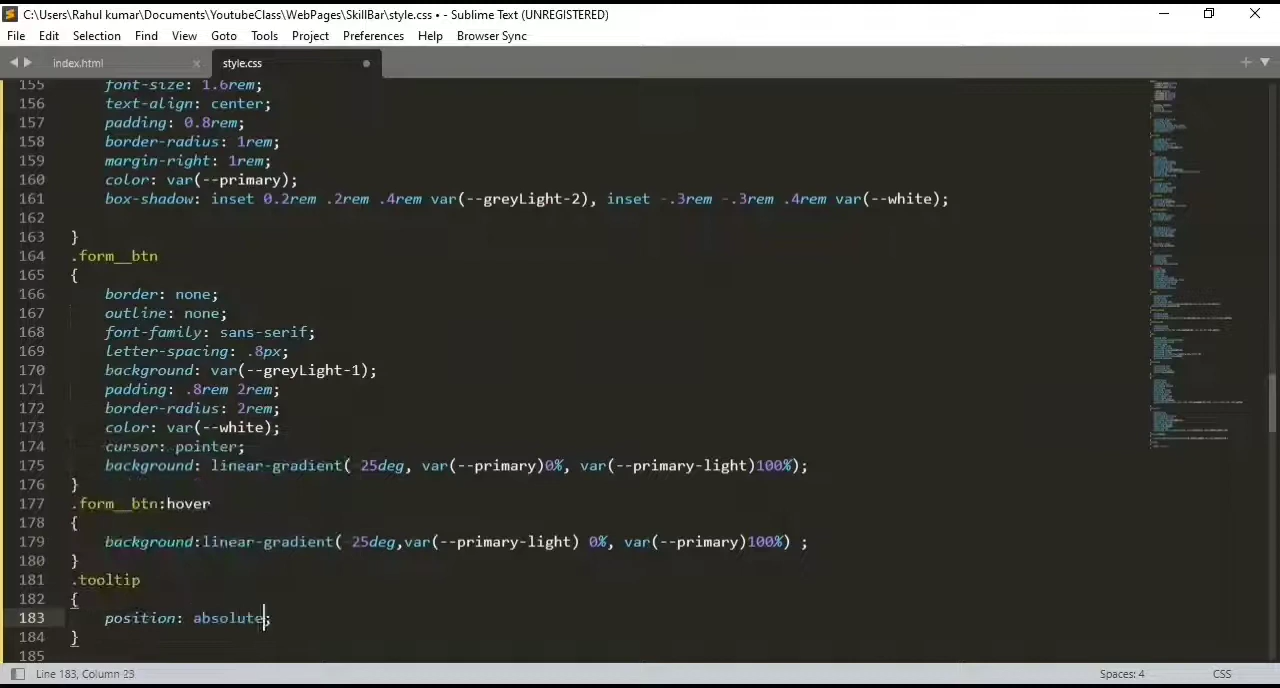 C:\Users\Rahul kumar\Documents\YoutubeClass\WebPages\SkillBar\style.css • - Sublime Text (UNREGISTERED)
File Edit Selection Find View Goto Tools Project Preferences Help Browser Sync
index.html style.css
155 font-size: 1.6rem;
156 text-align: center;
157 padding: 0.8rem;
158 border-radius: 1rem;
159 margin-right: 1rem;
160 color: var(--primary);
161 box-shadow: inset 0.2rem .2rem .4rem var(--greyLight-2), inset -.3rem -.3rem .4rem var(--white);
162
163 }
164 .form__btn
165 {
166 border: none;
167 outline: none;
168 font-family: sans-serif;
169 letter-spacing: .8px;
170 background: var(--greyLight-1);
171 padding: .8rem 2rem;
172 border-radius: 2rem;
173 color: var(--white);
174 cursor: pointer;
175 background: linear-gradient( 25deg, var(--primary)0%, var(--primary-light)100%);
176 }
177 .form__btn:hover
178 {
179 background:linear-gradient( 25deg,var(--primary-light) 0%, var(--primary)100%) ;
180 }
181 .tooltip
182 {
183 position: absolute;
184 }
185
Line 183, Column 23 Spaces: 4 CSS